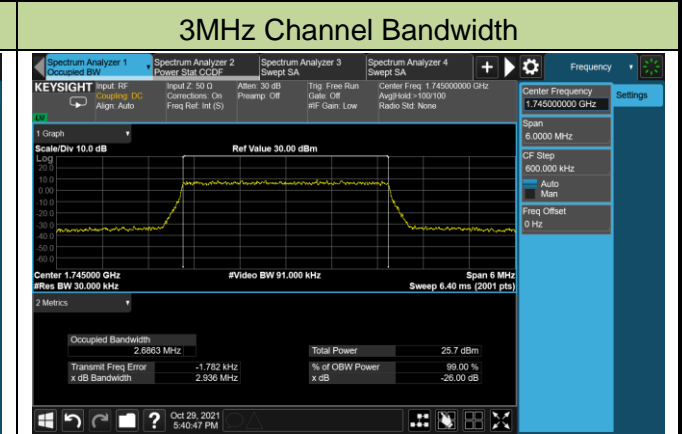 3MHz Channel Bandwidth
Spectrum Analyzer 1
Occupied BW
Spectrum Analyzer 2
Power Stat CCDF
Spectrum Analyzer 3
Swept SA
Spectrum Analyzer 4
Swept SA
Frequency
KEYSIGHT
Input: RF
Coupling: DC
Align: Auto
Input Z: 50 Ω
Corrections: On
Freq Ref: Int (S)
Atten: 30 dB
Preamp: Off
Trig: Free Run
Gate: Off
#IF Gain: Low
Center Freq: 1.745000000 GHz
Avg|Hold:>100/100
Radio Std: None
Center Frequency
1.745000000 GHz
Settings
Span
6.0000 MHz
CF Step
600.000 kHz
Auto
Man
Freq Offset
0 Hz
1 Graph
Scale/Div 10.0 dB
Ref Value 30.00 dBm
Log
20.0
10.0
0.00
-10.0
-20.0
-30.0
-40.0
-50.0
-60.0
Center 1.745000 GHz
#Video BW 91.000 kHz
Span 6 MHz
#Res BW 30.000 kHz
Sweep 6.40 ms (2001 pts)
2 Metrics
Occupied Bandwidth
2.6863 MHz
Total Power 25.7 dBm
Transmit Freq Error -1.782 kHz
% of OBW Power 99.00 %
x dB Bandwidth 2.936 MHz
x dB -26.00 dB
Oct 29, 2021
5:40:47 PM